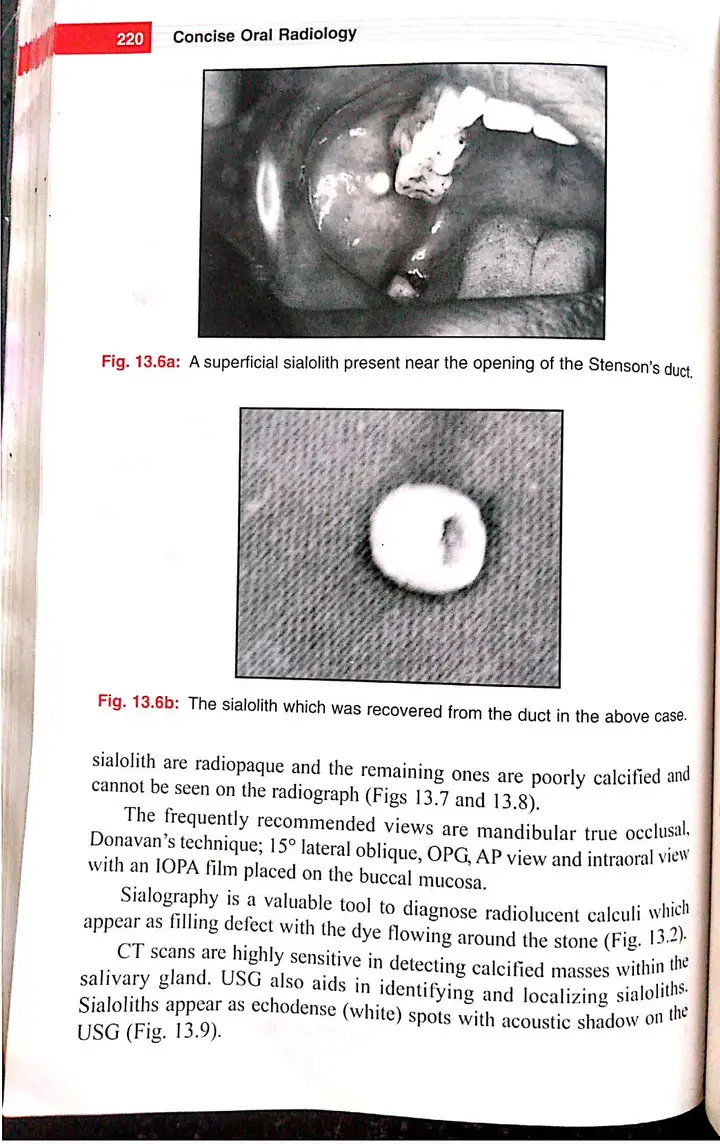 220 Concise Oral Radiology
Fig. 13.6a: A superficial sialolith present near the opening of the Stenson's duct.
Fig. 13.6b: The sialolith which was recovered from the duct in the above case.
sialolith are radiopaque and the remaining ones are poorly calcified and
cannot be seen on the radiograph (Figs 13.7 and 13.8).
The frequently recommended views are mandibular true occlusal,
Donavan's technique; 15° lateral oblique, OPG, AP view and intraoral view
with an IOPA film placed on the buccal mucosa.
Sialography is a valuable tool to diagnose radiolucent calculi which
appear as filling defect with the dye flowing around the stone (Fig. 13.2).
CT scans are highly sensitive in detecting calcified masses within the
salivary gland. USG also aids in identifying and localizing sialoliths.
Sialoliths appear as echodense (white) spots with acoustic shadow on the
USG (Fig. 13.9).